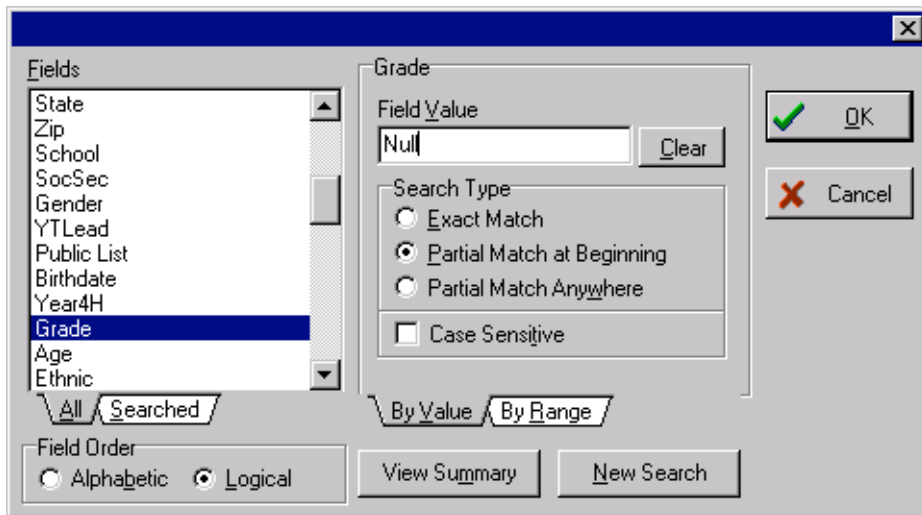 Fields
State
Zip
School
SocSec
Gender
YTLead
Public List
Birthdate
Year4H
Grade
Age
Ethnic
All
Searched
Field Order
Alphabetic
Logical
Grade
Field Value
Null
Clear
Search Type
Exact Match
Partial Match at Beginning
Partial Match Anywhere
Case Sensitive
By Value
By Range
View Summary
New Search
OK
Cancel